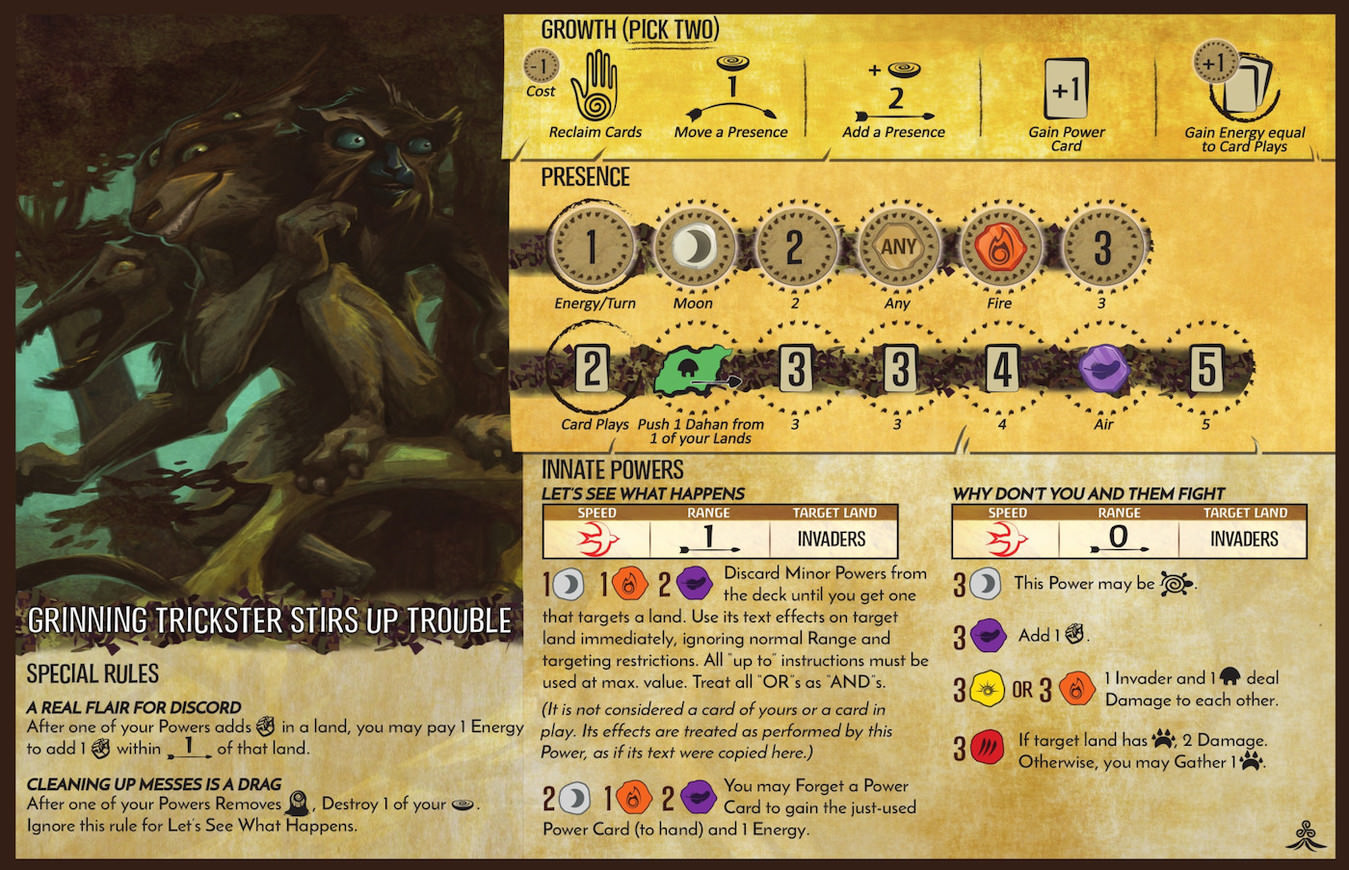 GROWTH (PICK TWO)
-1
Cost
Reclaim Cards
1
Move a Presence
+
2
Add a Presence
+1
Gain Power
Card
+1
Gain Energy equal
to Card Plays
PRESENCE
1
2
ANY
3
Energy/Turn
Moon
2
Any
Fire
3
2
3
3
4
5
Card Plays
Push 1 Dahan from
1 of your Lands
3
3
4
Air
5
GRINNING TRICKSTER STIRS UP TROUBLE
SPECIAL RULES
A REAL FLAIR FOR DISCORD
After one of your Powers adds in a land, you may pay 1 Energy
to add 1 within 1 of that land.
CLEANING UP MESSES IS A DRAG
After one of your Powers Removes , Destroy 1 of your .
Ignore this rule for Let's See What Happens.
INNATE POWERS
LET'S SEE WHAT HAPPENS
SPEED RANGE TARGET LAND
1 INVADERS
1 1 2 Discard Minor Powers from
the deck until you get one
that targets a land. Use its text effects on target
land immediately, ignoring normal Range and
targeting restrictions. All "up to" instructions must be
used at max. value. Treat all "OR"s as "AND"s.
(It is not considered a card of yours or a card in
play. Its effects are treated as performed by this
Power, as if its text were copied here.)
2 1 2 You may Forget a Power
Card to gain the just-used
Power Card (to hand) and 1 Energy.
WHY DON'T YOU AND THEM FIGHT
SPEED RANGE TARGET LAND
0 INVADERS
3 This Power may be .
3 Add 1 .
3 OR 3 1 Invader and 1 deal
Damage to each other.
3 If target land has , 2 Damage.
Otherwise, you may Gather 1 .